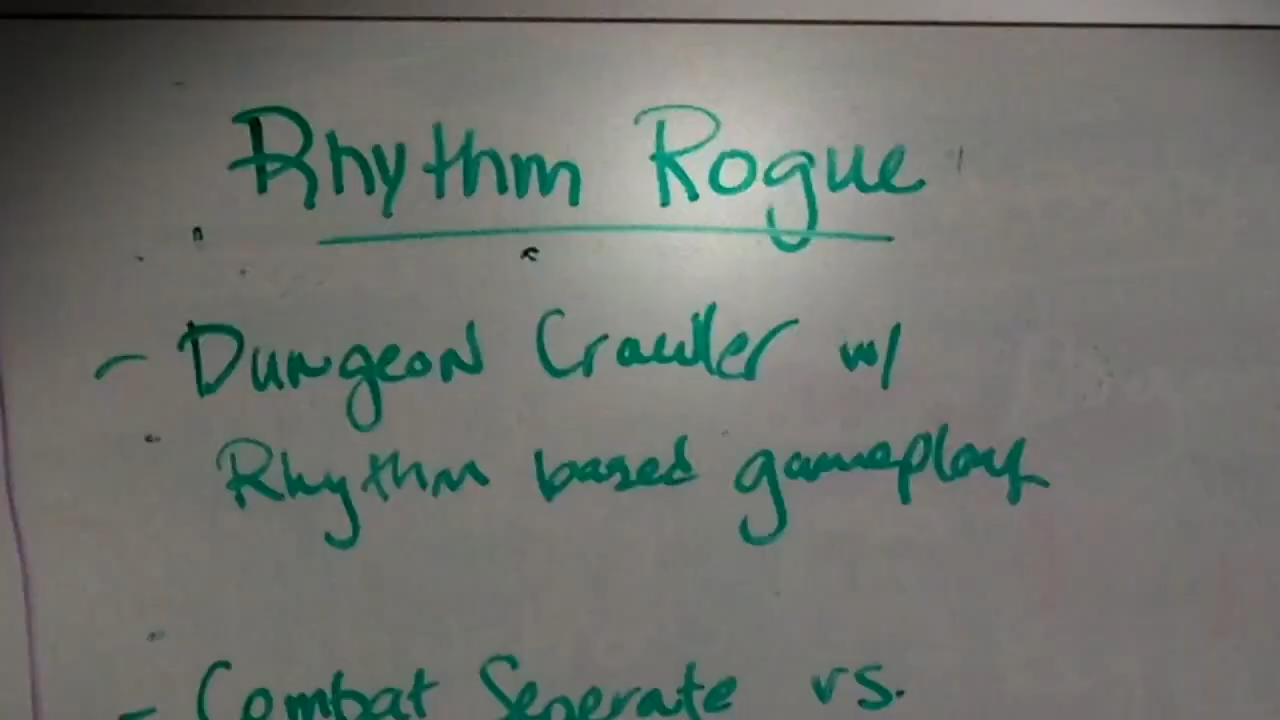 Rhythm Rogue
- Dungeon Crawler w/
Rhythm based gameplay
- Combat Seperate vs.